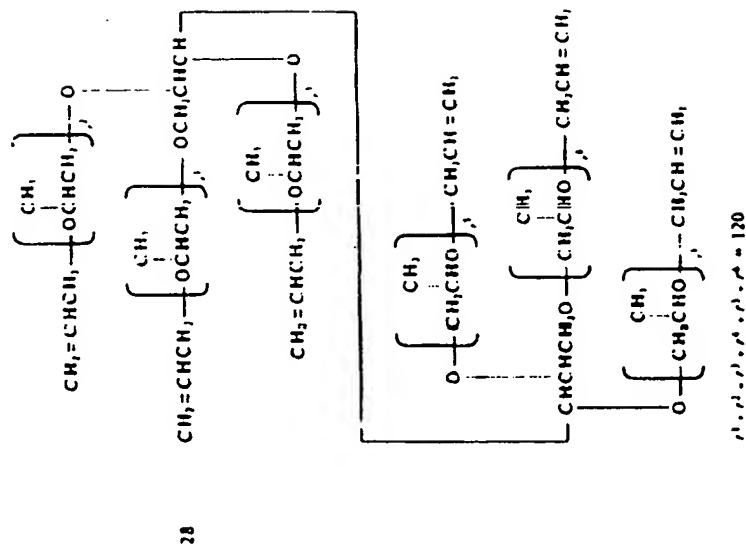 CH₃
CH₂=CHCH₂—(OCHCH₂)—O
CH₃
28 CH₂=CHCH₂—(OCHCH₂)—OCH₂CHCH
CH₃
CH₂=CHCH₂—(OCHCH₂)—O
CH₃
O—(CH₂CHO)—CH₂CH=CH₂
CH₃
CHCHCH₂O—(CH₂CHO)—CH₂CH=CH₂
CH₃
O—(CH₂CHO)—CH₂CH=CH₂
= 120